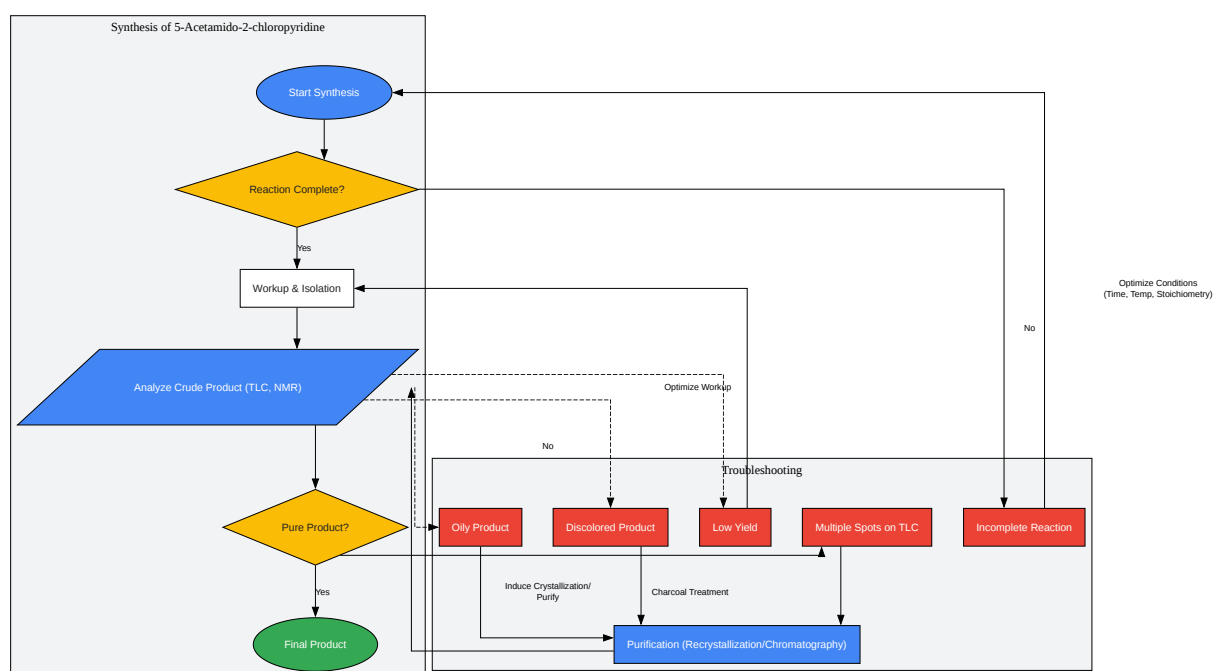 Synthesis of 5-Acetamido-2-chloropyridine
Start Synthesis
Reaction Complete?
Yes
Workup & Isolation
Optimize Conditions
(Time, Temp, Stoichiometry)
No
Analyze Crude Product (TLC, NMR)
Optimize Workup
No
Troubleshooting
Pure Product?
Oily Product
Discolored Product
Low Yield
Multiple Spots on TLC
Incomplete Reaction
Yes
Induce Crystallization/
Purify
Charcoal Treatment
Final Product
Purification (Recrystallization/Chromatography)